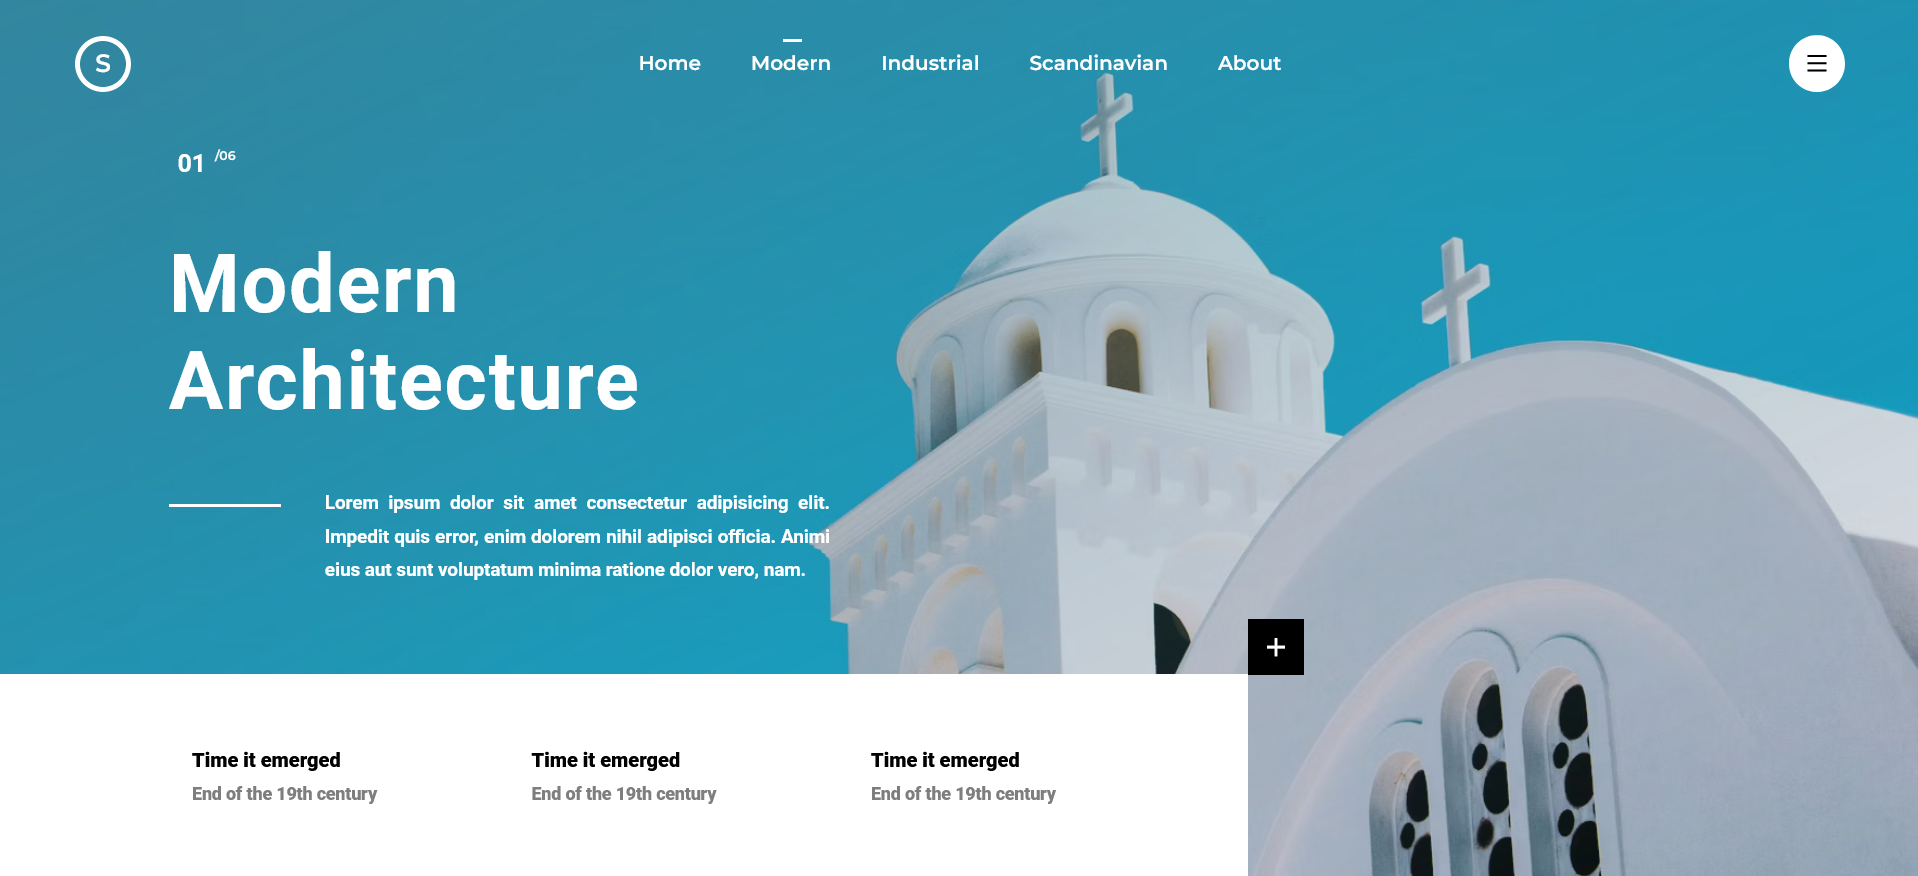 S
Home Modern Industrial Scandinavian About
01 /06
Modern
Architecture
Lorem ipsum dolor sit amet consectetur adipisicing elit.
Impedit quis error, enim dolorem nihil adipisci officia. Animi
eius aut sunt voluptatum minima ratione dolor vero, nam.
+
Time it emerged Time it emerged Time it emerged
End of the 19th century End of the 19th century End of the 19th century